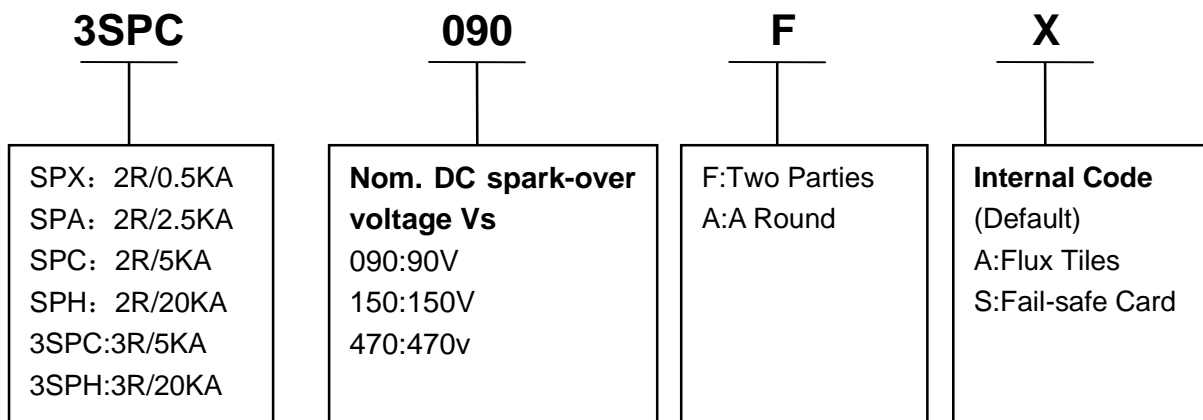 3SPC 090 F X
SPX：2R/0.5KA
SPA：2R/2.5KA
SPC：2R/5KA
SPH：2R/20KA
3SPC:3R/5KA
3SPH:3R/20KA
Nom. DC spark-over
voltage Vs
090:90V
150:150V
470:470v
F:Two Parties
A:A Round
Internal Code
(Default)
A:Flux Tiles
S:Fail-safe Card